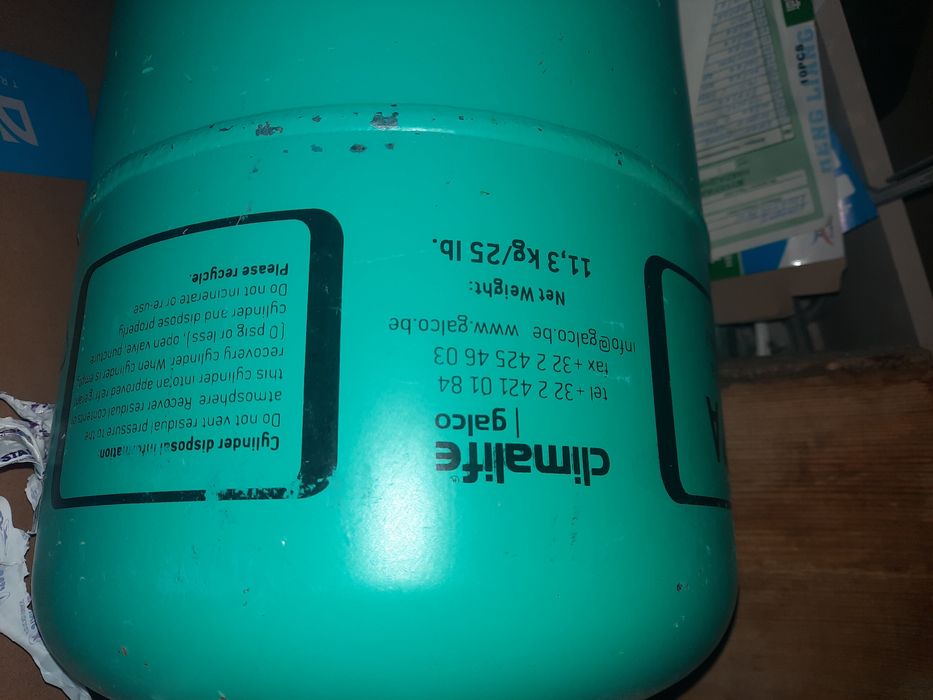 climalife
| galco
tel + 32 2 421 01 84
fax + 32 2 425 46 03
info@galco.be www.galco.be
Net Weight:
11,3 kg/25 lb.
Cylinder disposal
Do not vent residual pressure to the
atmosphere Recover residual contents of
this cylinder into an approved refrigerant
recovery cylinder. When cylinder is empty
(0 psig or less), open valve, puncture
cylinder and dispose properly
Do not incinerate or re-use
Please recycle.
10PCS
STA